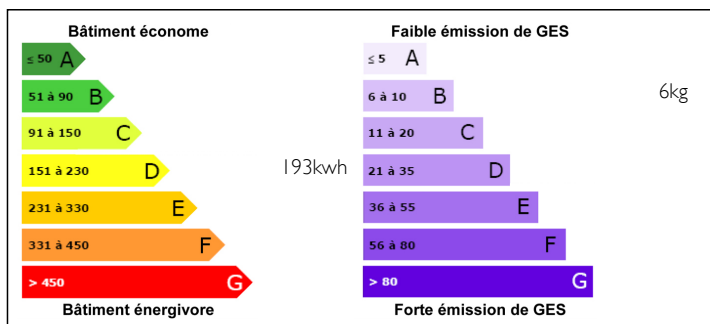 Bâtiment économe
≤ 50 A
51 à 90 B
91 à 150 C
151 à 230 D
193kwh
231 à 330 E
331 à 450 F
> 450 G
Bâtiment énergivore
Faible émission de GES
≤ 5 A
6 à 10 B
6kg
11 à 20 C
21 à 35 D
36 à 55 E
56 à 80 F
> 80 G
Forte émission de GES